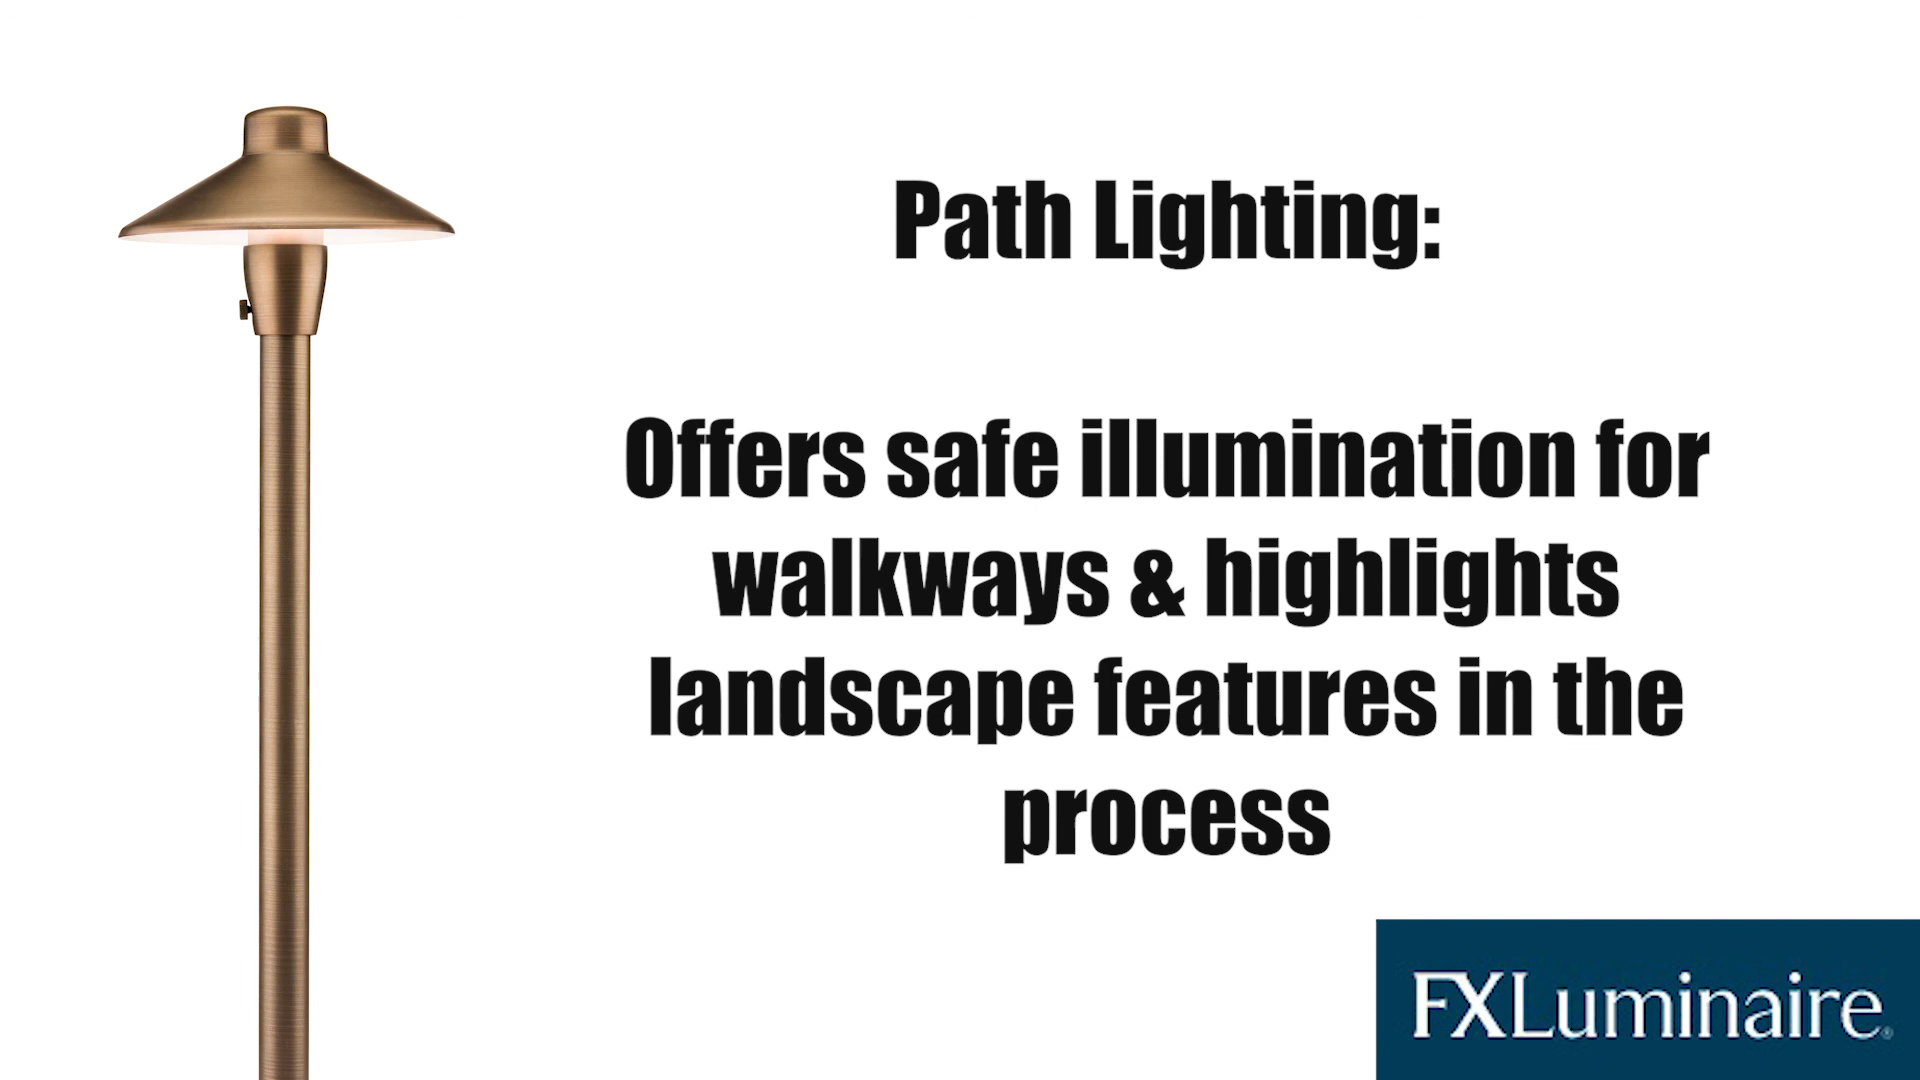 Path Lighting:
Offers safe illumination for
walkways & highlights
landscape features in the
process
FXLuminaire®